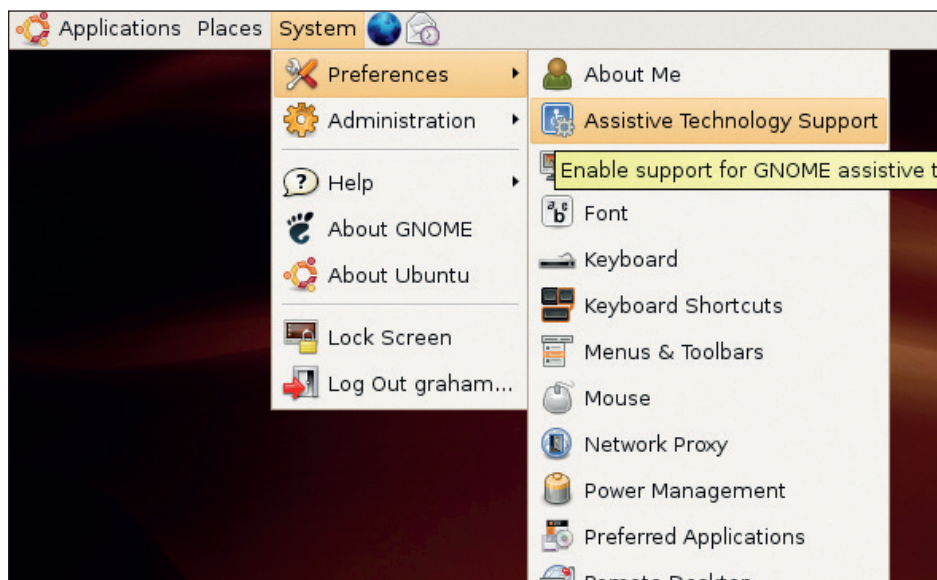 Applications Places System
Preferences
Administration
Help
About GNOME
About Ubuntu
Lock Screen
Log Out graham...
About Me
Assistive Technology Support
Enable support for GNOME assistive t
Font
Keyboard
Keyboard Shortcuts
Menus & Toolbars
Mouse
Network Proxy
Power Management
Preferred Applications
Remote Desktop